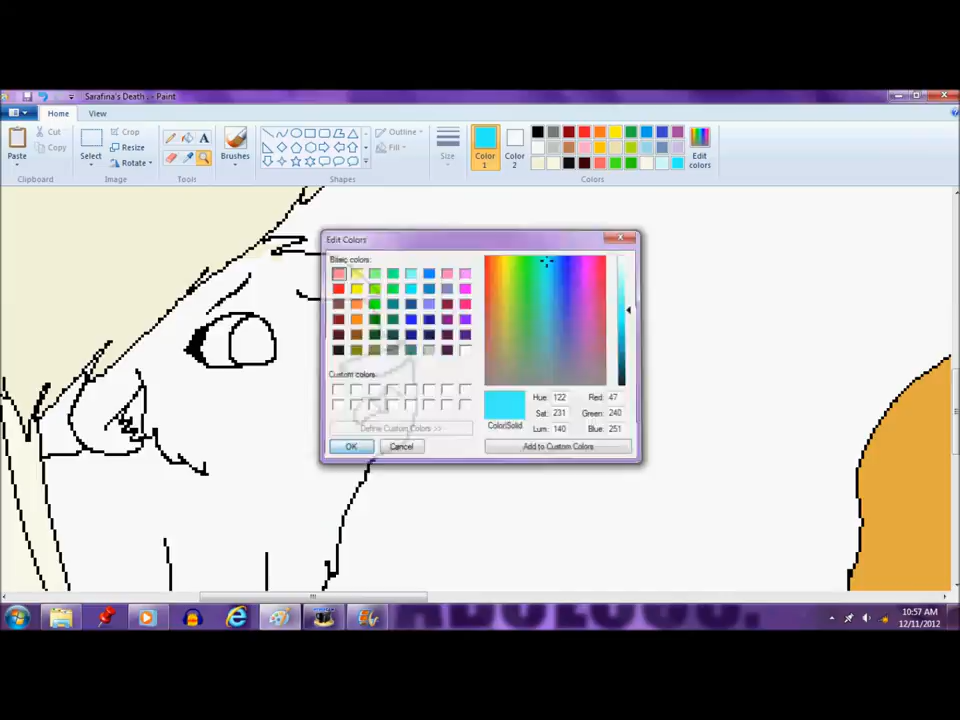 Sarafina's Death . - Paint
Home View
Cut
Copy
Paste
Clipboard
Select
Crop
Resize
Rotate
Image
Tools
Brushes
Outline
Fill
Shapes
Size
Color
1
Color
2
Edit
colors
Colors
Edit Colors
Basic colors:
Custom colors:
Define Custom Colors >>
OK Cancel
Color|Solid
Hue: 122 Red: 47
Sat: 231 Green: 240
Lum: 140 Blue: 251
Add to Custom Colors
10:57 AM
12/11/2012